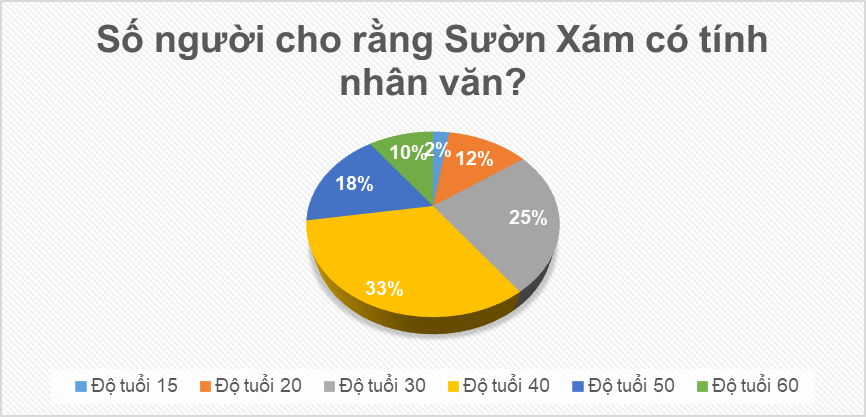 Số người cho rằng Sườn Xám có tính
nhân văn?
10%
2%
12%
18%
25%
33%
Độ tuổi 15
Độ tuổi 20
Độ tuổi 30
Độ tuổi 40
Độ tuổi 50
Độ tuổi 60